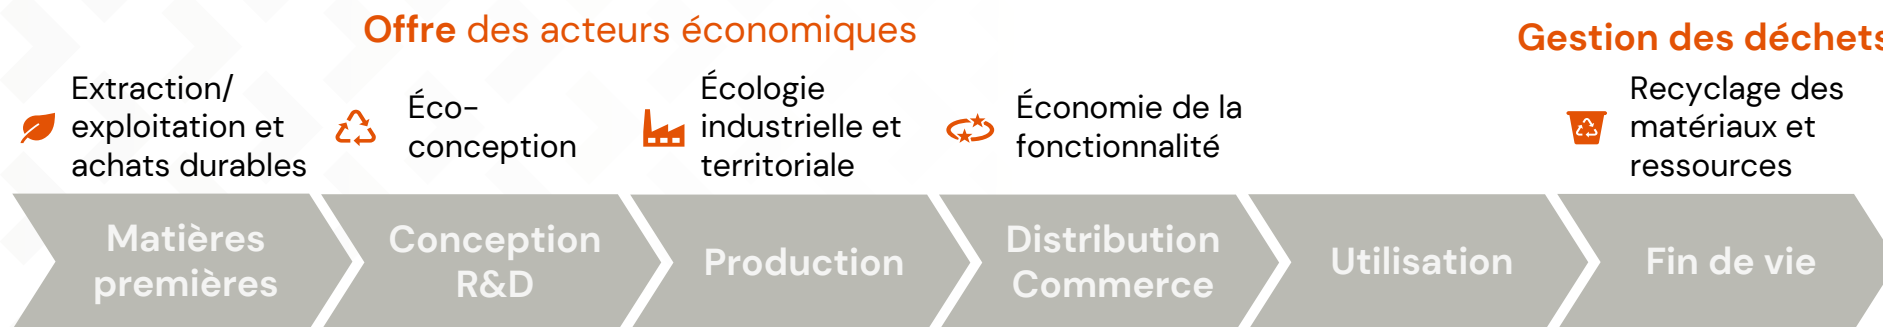 Offre des acteurs économiques
Gestion des déchets
Extraction/
exploitation et
achats durables
Éco-
conception
Écologie
industrielle et
territoriale
Économie de la
fonctionnalité
Recyclage des
matériaux et
ressources
Matières
premières
Conception
R&D
Production
Distribution
Commerce
Utilisation
Fin de vie